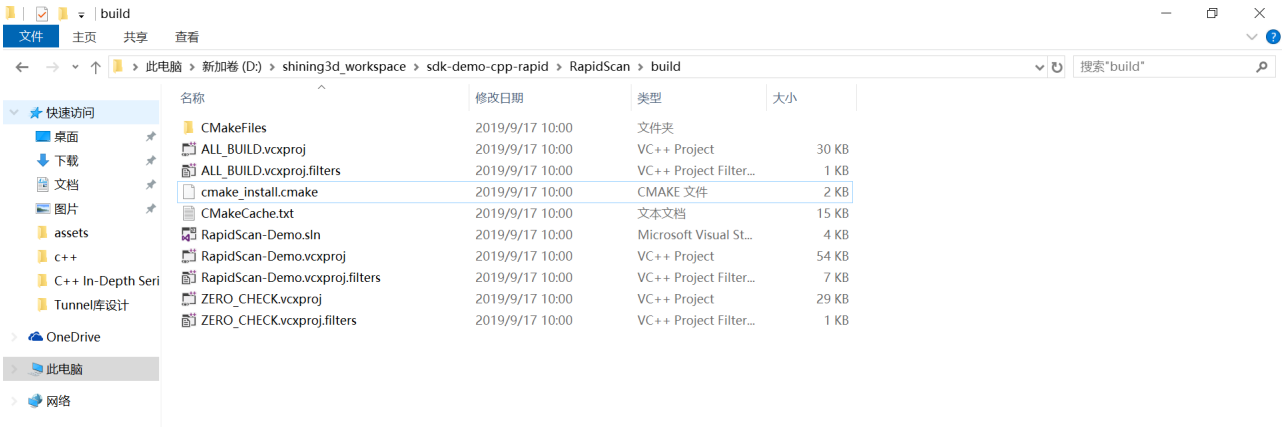 build
文件 主页 共享 查看
此电脑 新加卷 (D:) shining3d_workspace sdk-demo-cpp-rapid RapidScan build 搜索"build"
名称 修改日期 类型 大小
快速访问
桌面
下载
文档
图片
assets
c++
C++ In-Depth Seri
Tunnel库设计
OneDrive
此电脑
网络
CMakeFiles 2019/9/17 10:00 文件夹
ALL_BUILD.vcxproj 2019/9/17 10:00 VC++ Project 30 KB
ALL_BUILD.vcxproj.filters 2019/9/17 10:00 VC++ Project Filter... 1 KB
cmake_install.cmake 2019/9/17 10:00 CMAKE 文件 2 KB
CMakeCache.txt 2019/9/17 10:00 文本文档 15 KB
RapidScan-Demo.sln 2019/9/17 10:00 Microsoft Visual St... 4 KB
RapidScan-Demo.vcxproj 2019/9/17 10:00 VC++ Project 54 KB
RapidScan-Demo.vcxproj.filters 2019/9/17 10:00 VC++ Project Filter... 7 KB
ZERO_CHECK.vcxproj 2019/9/17 10:00 VC++ Project 29 KB
ZERO_CHECK.vcxproj.filters 2019/9/17 10:00 VC++ Project Filter... 1 KB